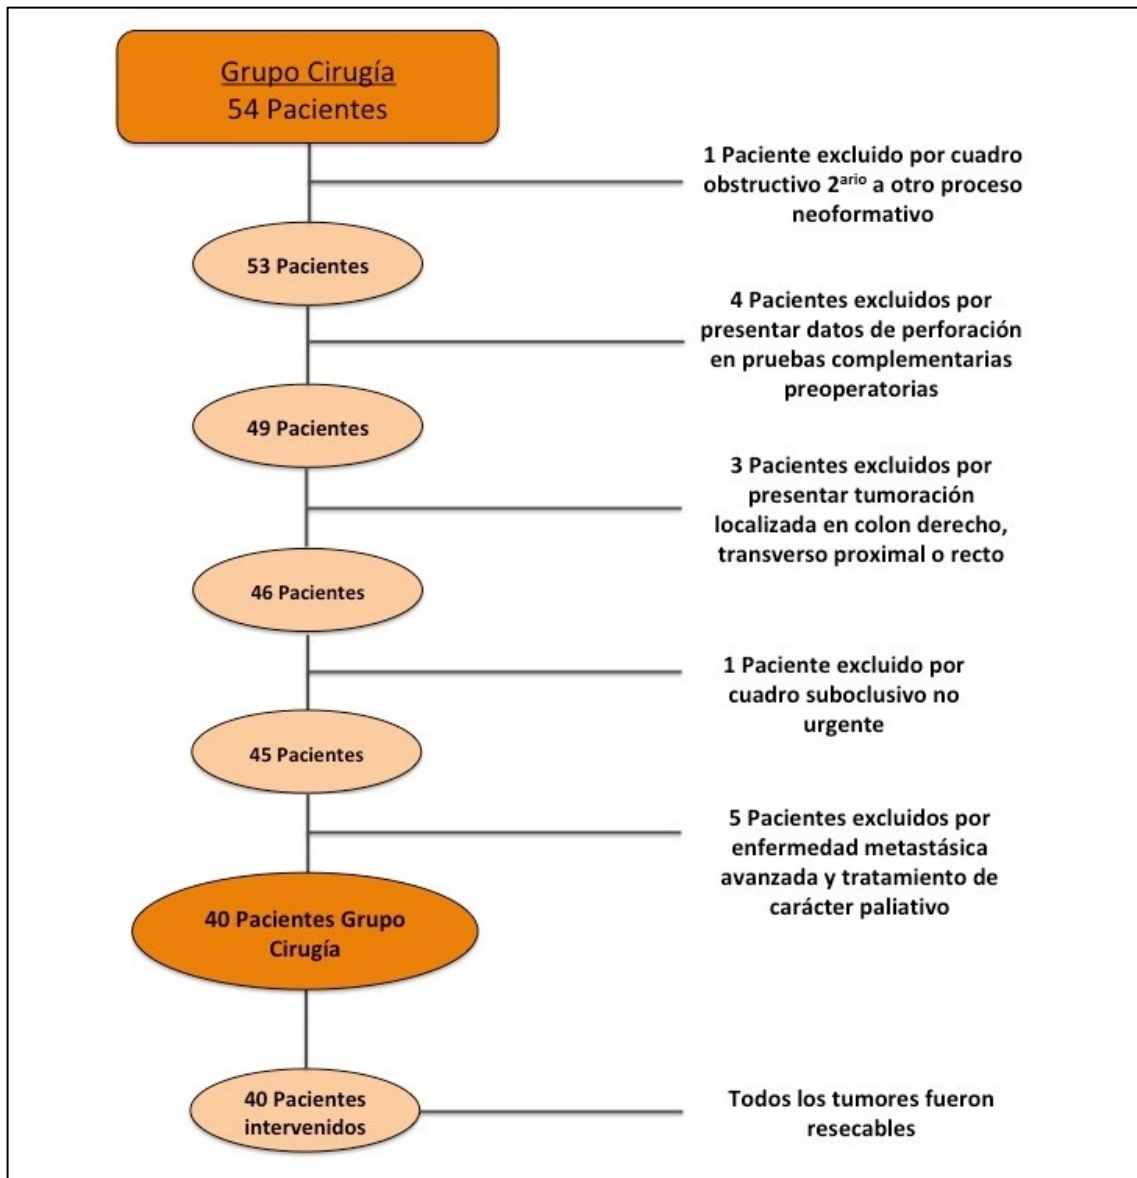 Grupo Cirugía
54 Pacientes
1 Paciente excluido por cuadro
obstructivo 2ario a otro proceso
neoformativo
53 Pacientes
4 Pacientes excluidos por
presentar datos de perforación
en pruebas complementarias
preoperatorias
49 Pacientes
3 Pacientes excluidos por
presentar tumoración
localizada en colon derecho,
transverso proximal o recto
46 Pacientes
1 Paciente excluido por
cuadro suboclusivo no
urgente
45 Pacientes
5 Pacientes excluidos por
enfermedad metastásica
avanzada y tratamiento de
carácter paliativo
40 Pacientes Grupo
Cirugía
40 Pacientes
intervenidos
Todos los tumores fueron
resecables